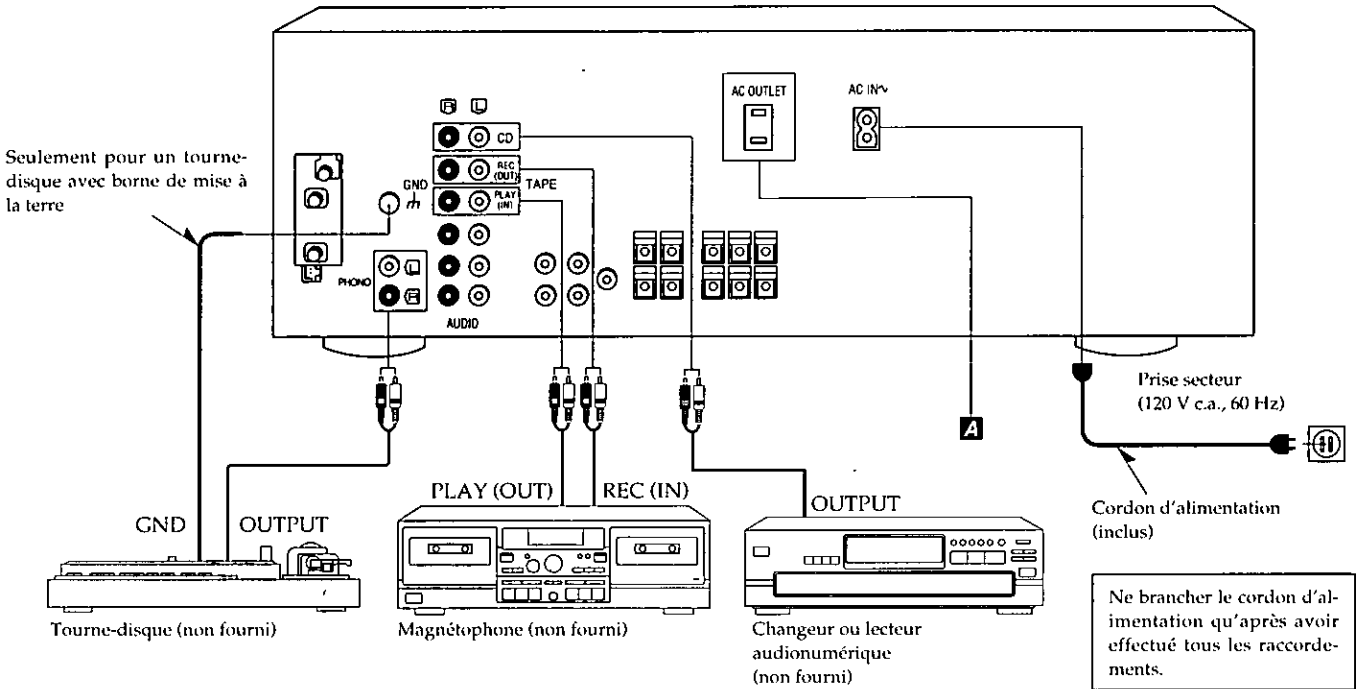 AC OUTLET
AC IN~
R L
CD
REC (OUT)
TAPE
PLAY (IN)
GND
L
PHONO
R
AUDIO
Seulement pour un tourne-
disque avec borne de mise à
la terre
Prise secteur
(120 V c.a., 60 Hz)
A
PLAY (OUT)
REC (IN)
OUTPUT
GND
OUTPUT
Cordon d'alimentation
(inclus)
Tourne-disque (non fourni)
Magnétophone (non fourni)
Changeur ou lecteur
audionumérique
(non fourni)
Ne brancher le cordon d'al-
imentation qu'après avoir
effectué tous les raccorde-
ments.